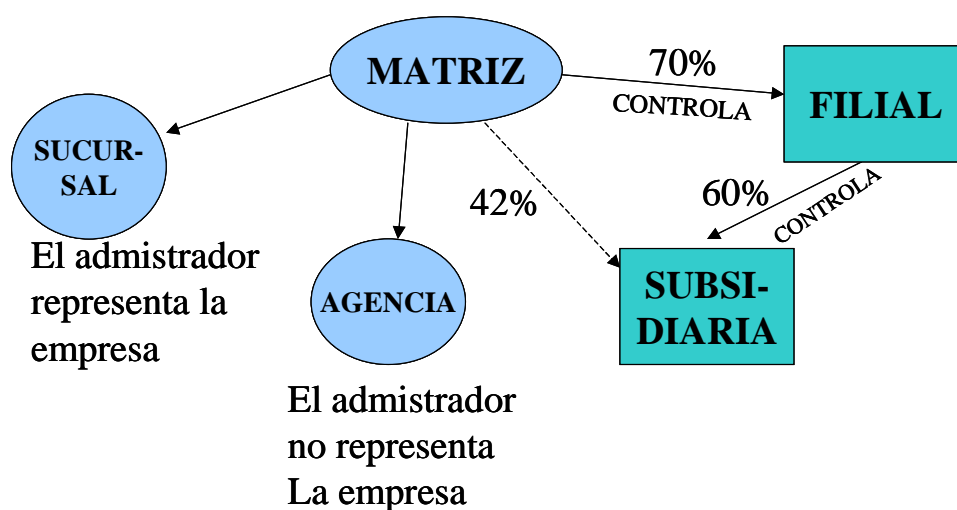 MATRIZ
70%
CONTROLA
FILIAL
SUCUR-
SAL
42%
60%
CONTROLA
El admistrador
representa la
empresa
AGENCIA
SUBSI-
DIARIA
El admistrador
no representa
La empresa